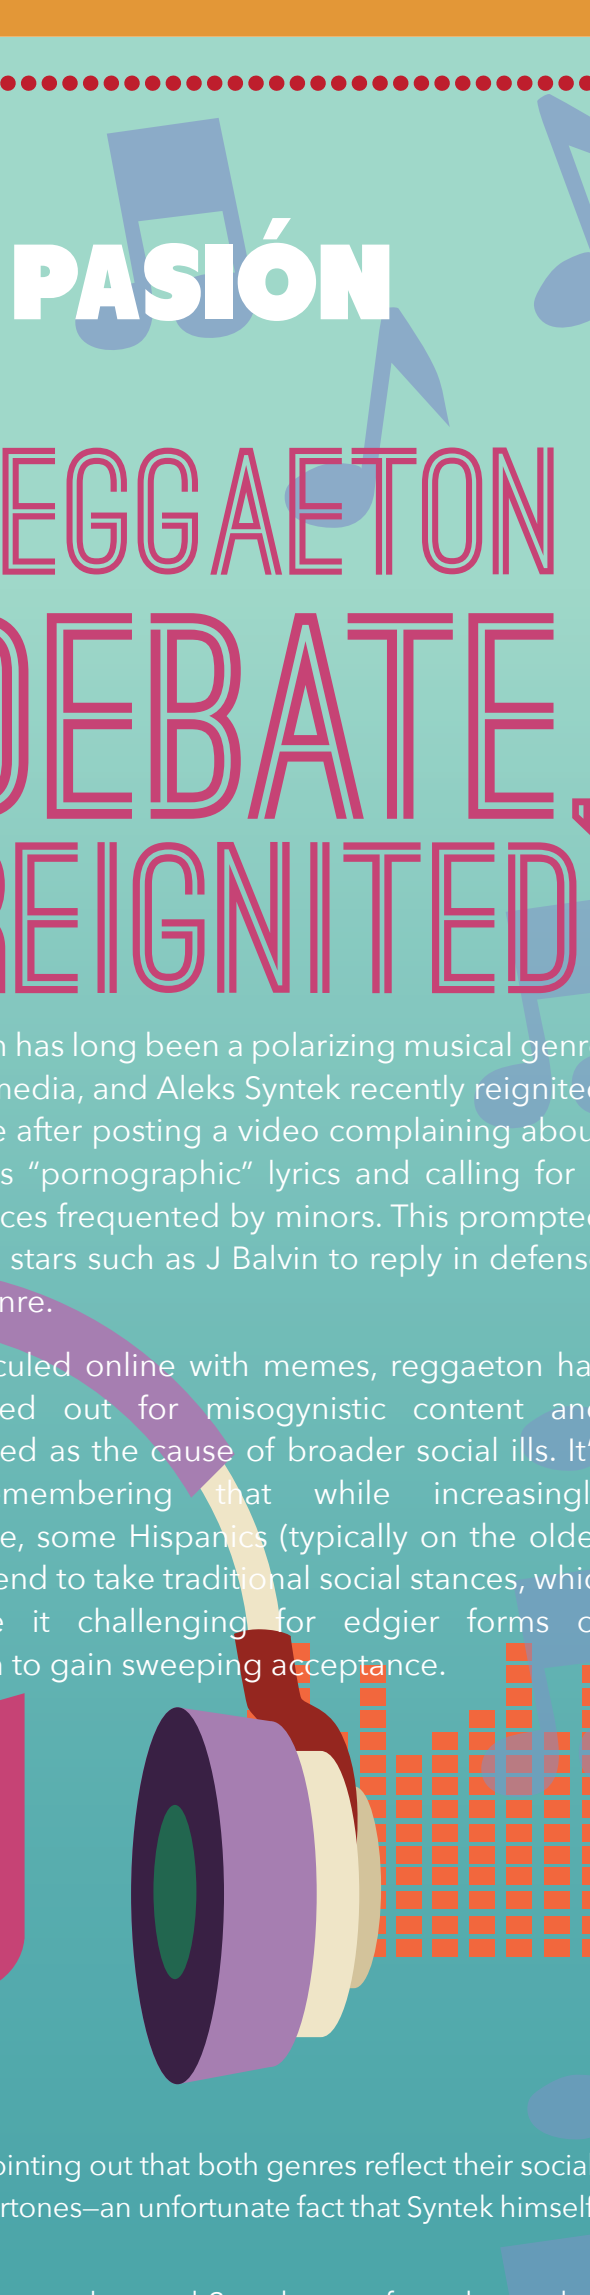 PASIÓN
EGGAETON
DEBATE,
REIGNITED
has long been a polarizing musical genr
media, and Aleks Syntek recently reignited
after posting a video complaining abou
“pornographic” lyrics and calling for
ces frequented by minors. This prompted
stars such as J Balvin to reply in defens
nre.
culed online with memes, reggaeton ha
ed out for misogynistic content and
ed as the cause of broader social ills. It’
membering that while increasingl
e, some Hispanics (typically on the olde
end to take traditional social stances, whic
it challenging for edgier forms o
to gain sweeping acceptance.
ointing out that both genres reflect their socia
rtones—an unfortunate fact that Syntek himself